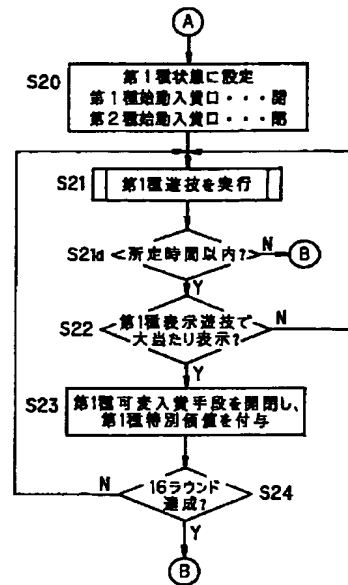 A
S20
第1種状態に設定
第1種始動入賞口・・・開
第2種始動入賞口・・・閉
S21
第1種遊技を実行
S21d
所定時間以内?
N
B
Y
S22
第1種表示遊技で
大当たり表示?
N
Y
S23
第1種可変入賞手段を開閉し、
第1種特別価値を付与
N
16ラウンド
達成?
S24
Y
B